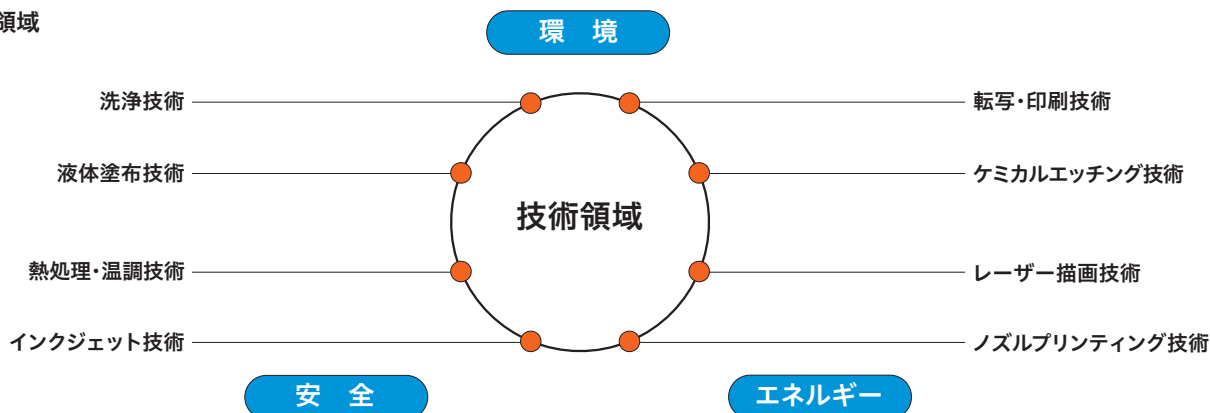 領域
環 境
洗浄技術
転写・印刷技術
液体塗布技術
ケミカルエッチング技術
技術領域
熱処理・温調技術
レーザー描画技術
インクジェット技術
ノズルプリンティング技術
安 全
エネルギー